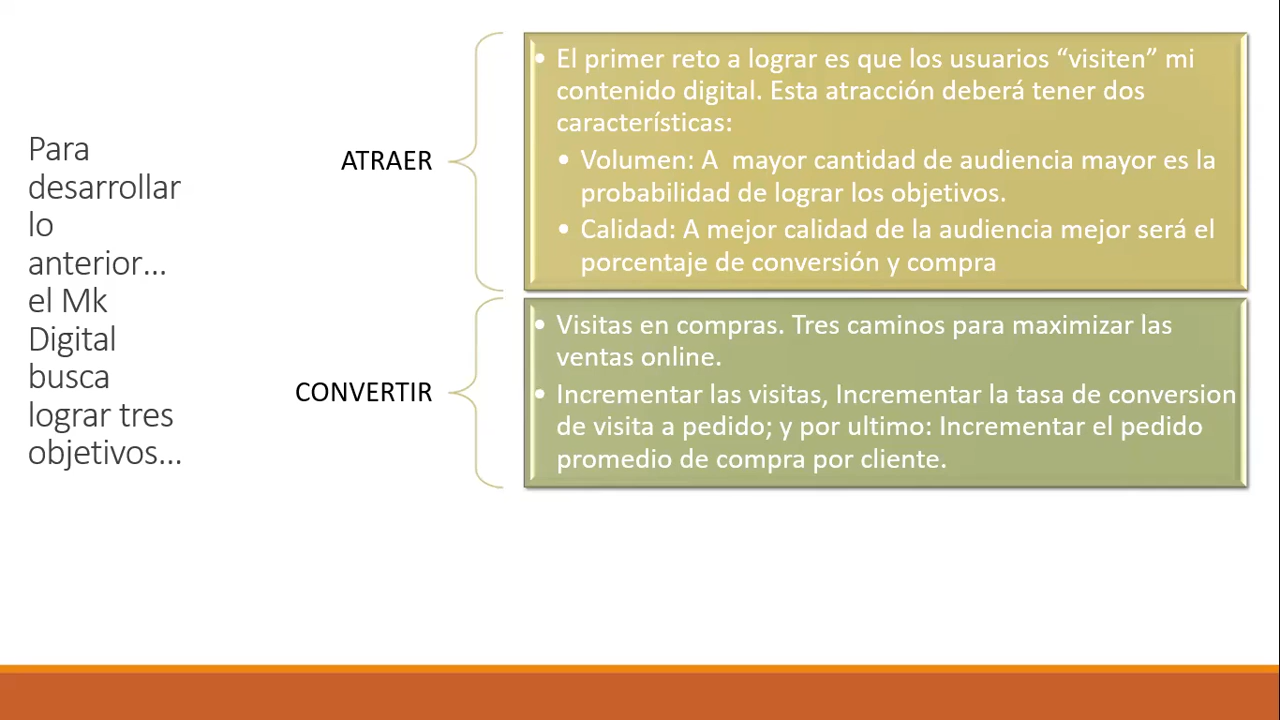 Para
desarrollar
lo
anterior...
el Mk
Digital
busca
lograr tres
objetivos...
ATRAER
• El primer reto a lograr es que los usuarios “visiten” mi
contenido digital. Esta atracción deberá tener dos
características:
• Volumen: A  mayor cantidad de audiencia mayor es la
probabilidad de lograr los objetivos.
• Calidad: A mejor calidad de la audiencia mejor será el
porcentaje de conversión y compra
CONVERTIR
• Visitas en compras. Tres caminos para maximizar las
ventas online.
• Incrementar las visitas, Incrementar la tasa de conversion
de visita a pedido; y por ultimo: Incrementar el pedido
promedio de compra por cliente.